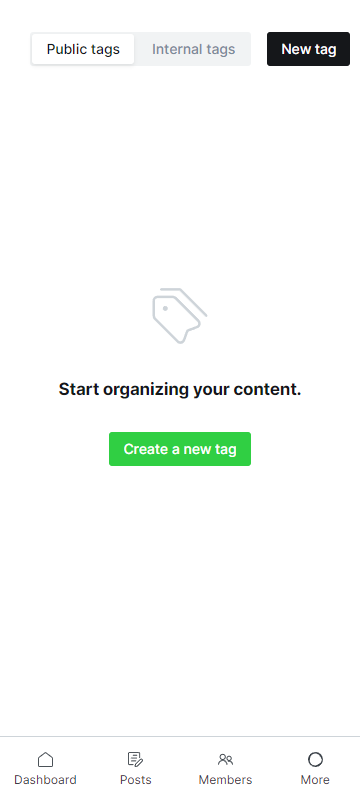 Public tags
Internal tags
New tag
Start organizing your content.
Create a new tag
Dashboard
Posts
Members
More